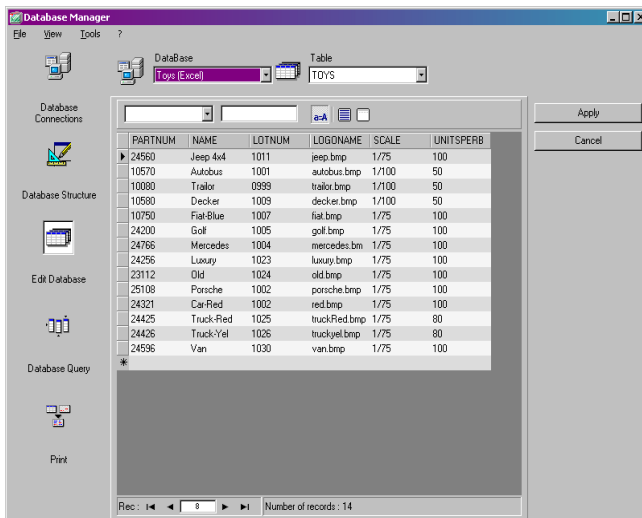 Database Manager
File View Tools ?
DataBase
Toys (Excel)
Table
TOYS
Database Connections
Database Structure
Edit Database
Database Query
Print
a=A
Apply
Cancel
PARTNUM NAME LOTNUM LOGONAME SCALE UNITSPERB
24560 Jeep 4x4 1011 jeep.bmp 1/75 100
10570 Autobus 1001 autobus.bmp 1/100 50
10080 Trailor 0999 trailor.bmp 1/100 50
10580 Decker 1009 decker.bmp 1/100 50
10750 Fiat-Blue 1007 fiat.bmp 1/75 100
24200 Golf 1005 golf.bmp 1/75 100
24766 Mercedes 1004 mercedes.bm 1/75 100
24256 Luxury 1023 luxury.bmp 1/75 100
23112 Old 1024 old.bmp 1/75 100
25108 Porsche 1002 porsche.bmp 1/75 100
24321 Car-Red 1002 red.bmp 1/75 100
24425 Truck-Red 1025 truckRed.bmp 1/75 80
24426 Truck-Yel 1026 truckyel.bmp 1/75 80
24596 Van 1030 van.bmp 1/75 100
Rec : 8 Number of records : 14